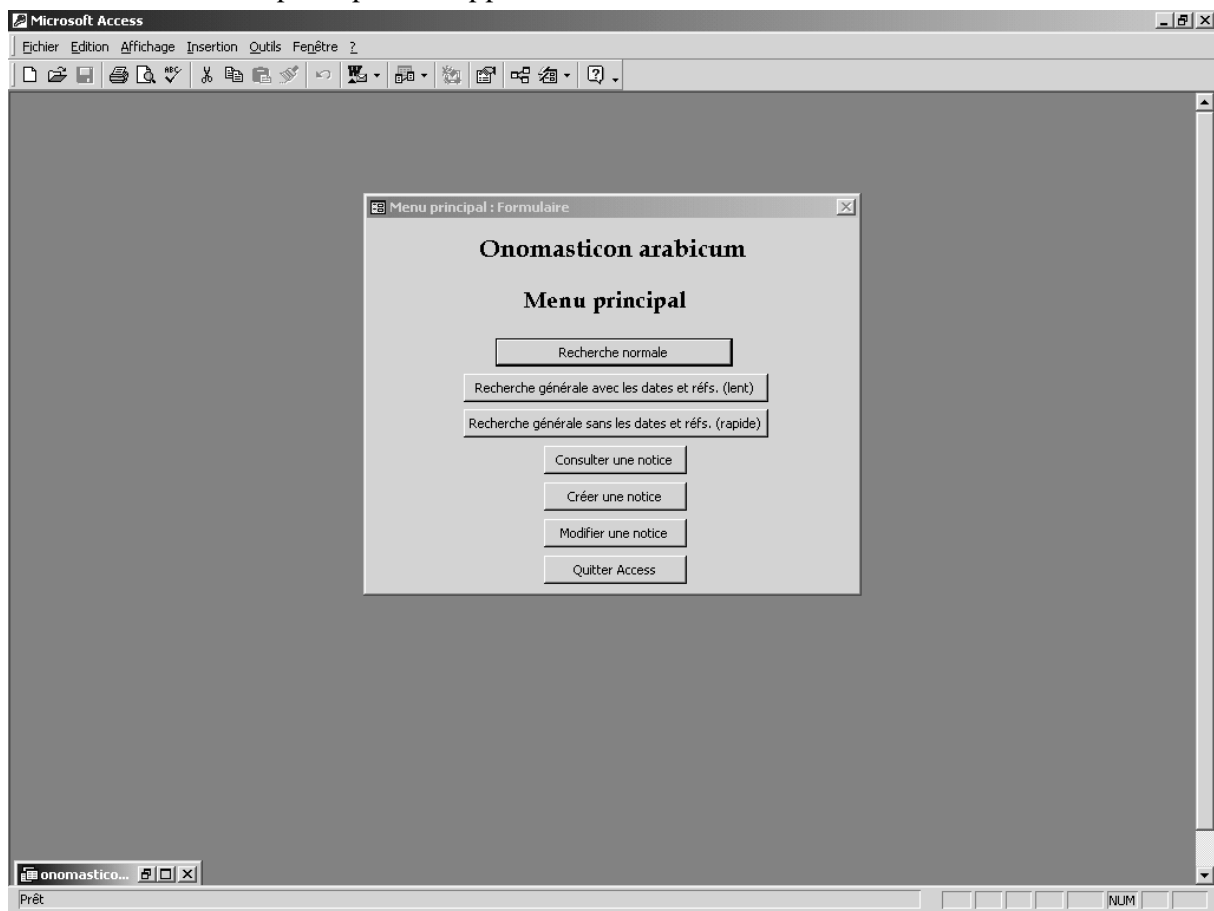 Microsoft Access
Fichier Edition Affichage Insertion Outils Fenêtre ?
Menu principal : Formulaire
Onomasticon arabicum
Menu principal
Recherche normale
Recherche générale avec les dates et réfs. (lent)
Recherche générale sans les dates et réfs. (rapide)
Consulter une notice
Créer une notice
Modifier une notice
Quitter Access
onomastico...
Prêt
NUM